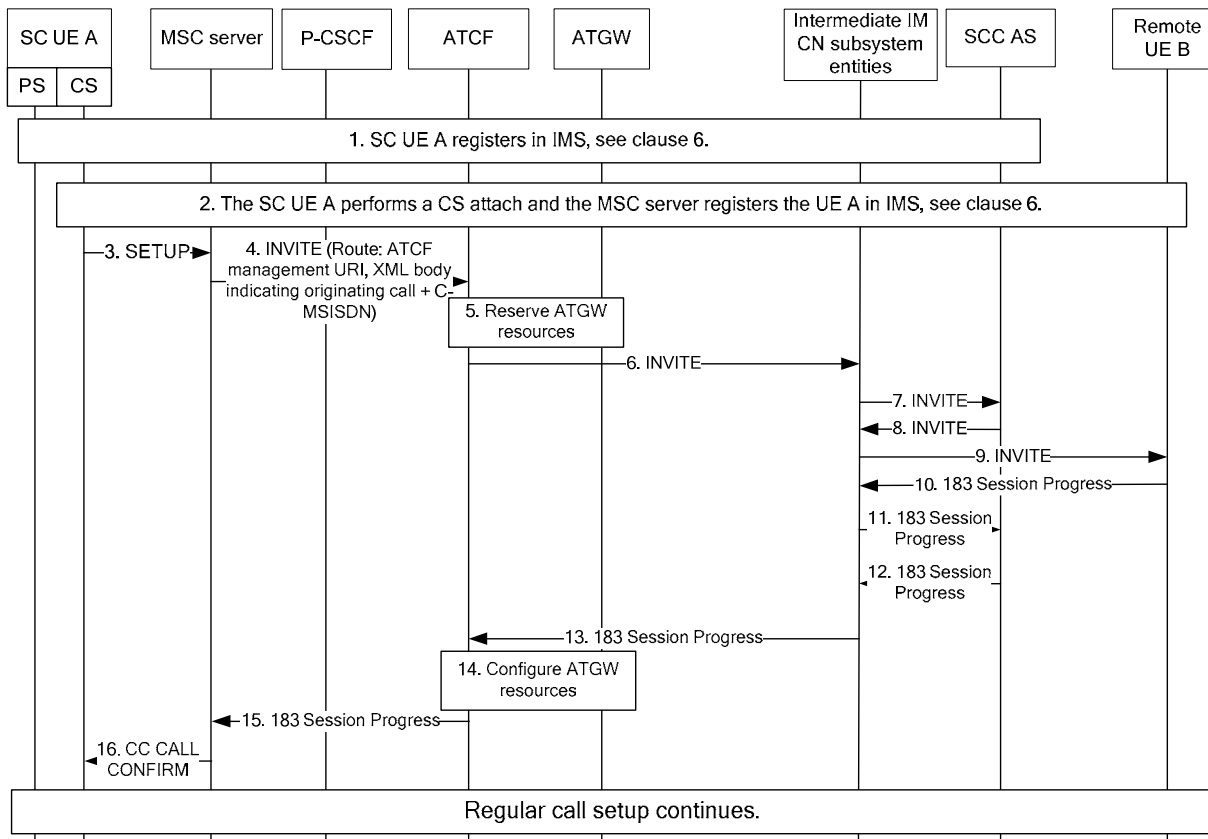 SC UE A
PS
CS
MSC server
P-CSCF
ATCF
ATGW
Intermediate IM
CN subsystem
entities
SCC AS
Remote
UE B
1. SC UE A registers in IMS, see clause 6.
2. The SC UE A performs a CS attach and the MSC server registers the UE A in IMS, see clause 6.
3. SETUP
4. INVITE (Route: ATCF
management URI, XML body
indicating originating call + C-
MSISDN)
5. Reserve ATGW
resources
6. INVITE
7. INVITE
8. INVITE
9. INVITE
10. 183 Session Progress
11. 183 Session
Progress
12. 183 Session
Progress
13. 183 Session Progress
14. Configure ATGW
resources
15. 183 Session Progress
16. CC CALL
CONFIRM
Regular call setup continues.